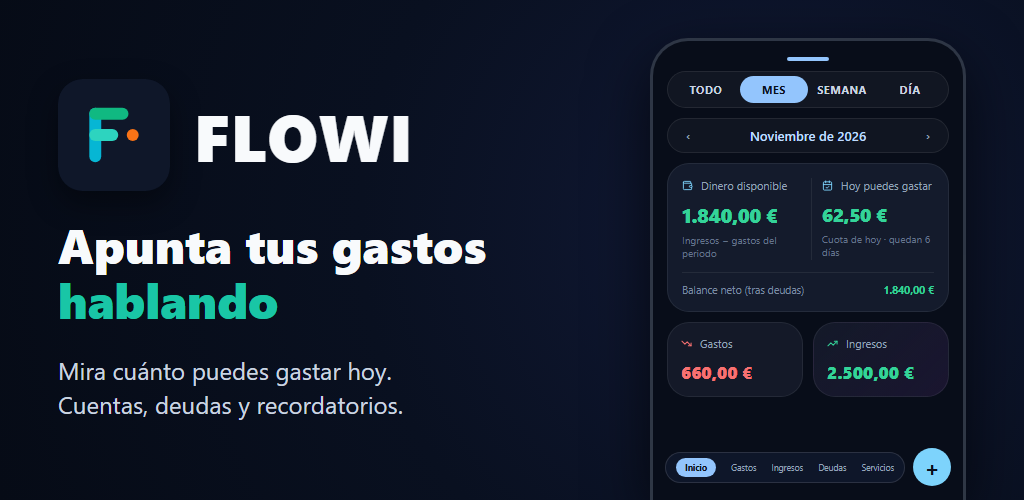 FLOWI
Apunta tus gastos
hablando
Mira cuánto puedes gastar hoy.
Cuentas, deudas y recordatorios.
TODO MES SEMANA DÍA
‹ Noviembre de 2026 ›
Dinero disponible
1.840,00 €
Ingresos – gastos del
periodo
Hoy puedes gastar
62,50 €
Cuota de hoy · quedan 6
días
Balance neto (tras deudas) 1.840,00 €
Gastos
660,00 €
Ingresos
2.500,00 €
Inicio Gastos Ingresos Deudas Servicios +